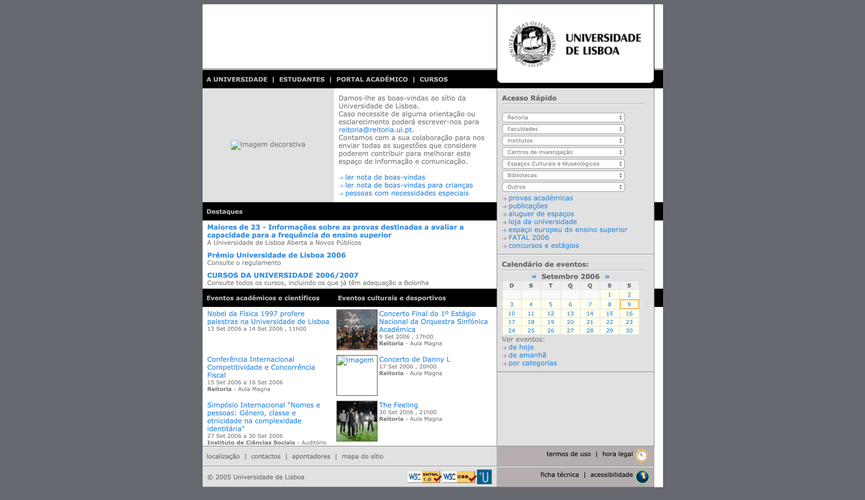 UNIVERSIDADE
DE LISBOA
A UNIVERSIDADE | ESTUDANTES | PORTAL ACADÉMICO | CURSOS
imagem decorativa
Damos-lhe as boas-vindas ao sítio da
Universidade de Lisboa.
Caso necessite de alguma orientação ou
esclarecimento poderá escrever-nos para
reitoria@reitoria.ul.pt.
Contamos com a sua colaboração para nos
enviar todas as sugestões que considere
poderem contribuir para melhorar este
espaço de informação e comunicação.
ler nota de boas-vindas
ler nota de boas-vindas para crianças
pessoas com necessidades especiais
Destaques
Maiores de 23 - Informações sobre as provas destinadas a avaliar a
capacidade para a frequência do ensino superior
A Universidade de Lisboa Aberta a Novos Públicos
Prémio Universidade de Lisboa 2006
Consulte o regulamento
CURSOS DA UNIVERSIDADE 2006/2007
Consulte todos os cursos, incluindo os que já têm adequação a Bolonha
Eventos académicos e científicos
Nobel da Física 1997 profere
palestras na Universidade de Lisboa
13 Set 2006 a 14 Set 2006 , 11h00
Conferência Internacional
Competitividade e Concorrência
Fiscal
15 Set 2006 a 16 Set 2006
Reitoria - Aula Magna
Simpósio Internacional "Nomes e
pessoas: Género, classe e
etnicidade na complexidade
identitária"
27 Set 2006 a 30 Set 2006
Instituto de Ciências Sociais - Auditório
Eventos culturais e desportivos
Concerto Final do 1º Estágio
Nacional da Orquestra Sinfónica
Académica
9 Set 2006 , 17h00
Reitoria - Aula Magna
imagem
Concerto de Danny L
17 Set 2006 , 20h00
Reitoria - Aula Magna
The Feeling
30 Set 2006 , 21h00
Reitoria - Aula Magna
Acesso Rápido
Reitoria
Faculdades
Institutos
Centros de Investigação
Espaços Culturais e Museológicos
Bibliotecas
Outros
provas académicas
publicações
aluguer de espaços
loja da universidade
espaço europeu do ensino superior
FATAL 2006
concursos e estágios
Calendário de eventos:
« Setembro 2006 »
D S T Q Q S S
1 2
3 4 5 6 7 8 9
10 11 12 13 14 15 16
17 18 19 20 21 22 23
24 25 26 27 28 29 30
Ver eventos:
de hoje
de amanhã
por categorias
localização | contactos | apontadores | mapa do sítio
termos de uso | hora legal
© 2005 Universidade de Lisboa
W3C XHTML 1.0
W3C CSS
U
ficha técnica | acessibilidade